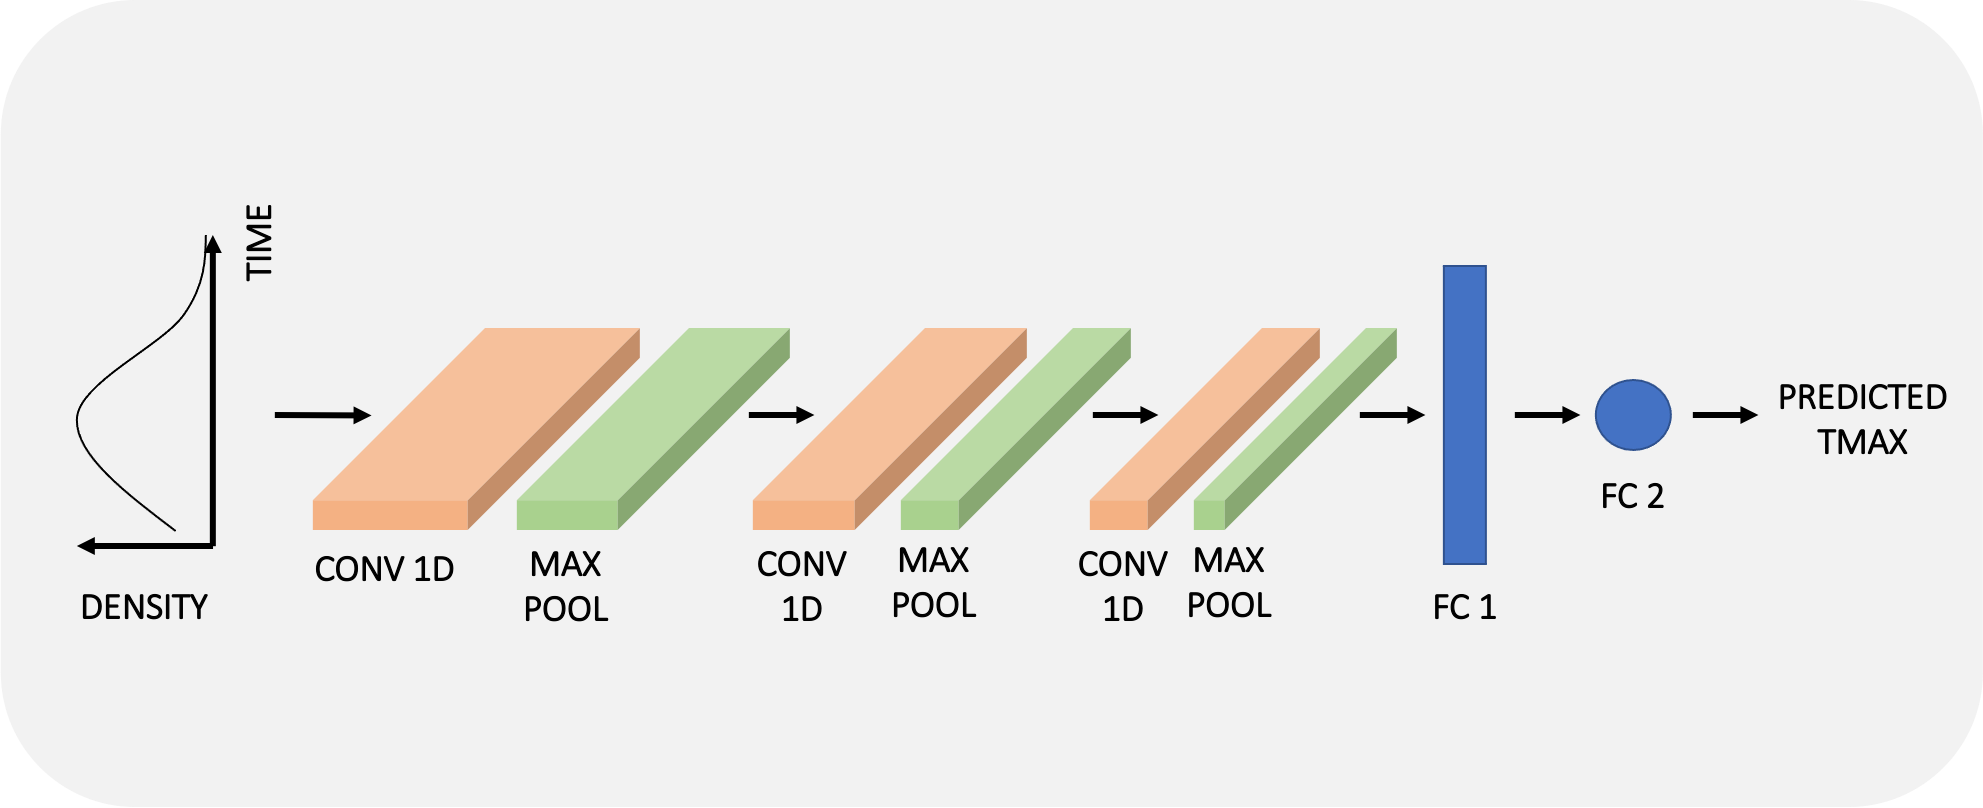 TIME
DENSITY
CONV 1D
MAX
POOL
CONV
1D
MAX
POOL
CONV
1D
MAX
POOL
FC 1
FC 2
PREDICTED
TMAX